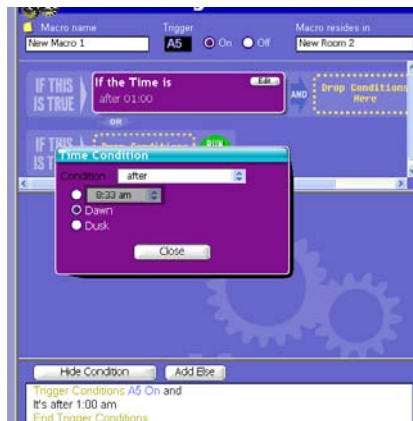 Macro name Trigger Macro resides in
New Macro 1 A5 On Off New Room 2
IF THIS IS TRUE
If the Time is Edit
after 01:00
AND
Drop Conditions Here
OR
Time Condition
Condition after
8:33 am
Dawn
Dusk
Close
Hide Condition Add Else
Trigger Conditions A5 On and
It's after 1:00 am
End Trigger Conditions